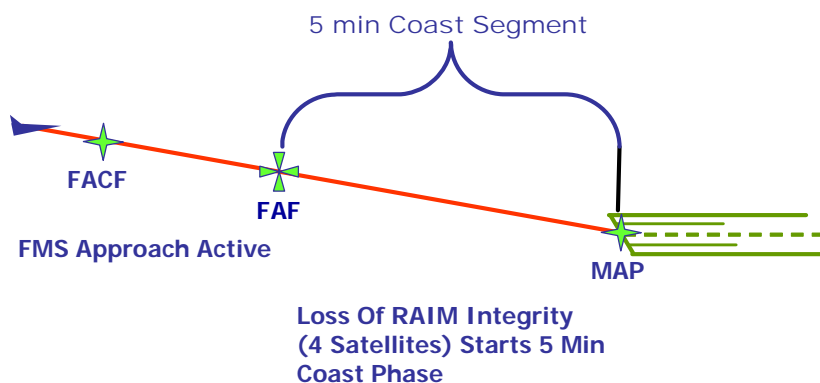 5 min Coast Segment
FACF
FAF
FMS Approach Active
MAP
Loss Of RAIM Integrity
(4 Satellites) Starts 5 Min
Coast Phase